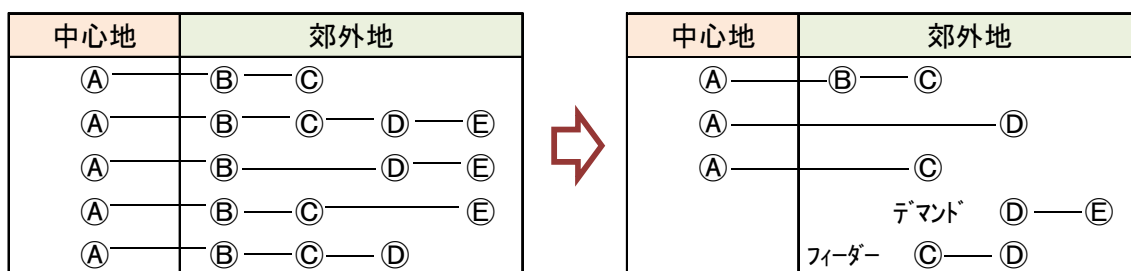 中心地 郊外地
Ⓐ Ⓑ Ⓒ
Ⓐ Ⓑ Ⓒ Ⓓ Ⓔ
Ⓐ Ⓑ Ⓓ Ⓔ
Ⓐ Ⓑ Ⓒ Ⓔ
Ⓐ Ⓑ Ⓒ Ⓓ
中心地 郊外地
Ⓐ Ⓑ Ⓒ
Ⓐ Ⓓ
Ⓐ Ⓒ
デマンド Ⓓ Ⓔ
フィーダー Ⓒ Ⓓ